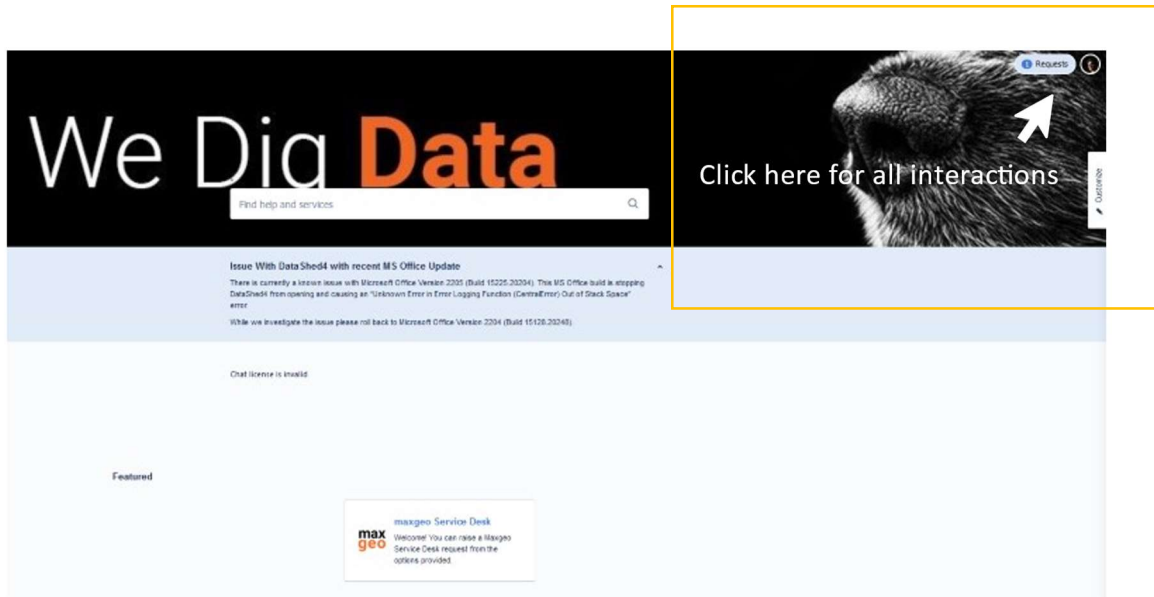 Requests
We Dig Data
Find help and services
Click here for all interactions
Customize
Issue With DataShed4 with recent MS Office Update
There is currently a known issue with Microsoft Office Version 2205 (Build 15225.20204). This MS Office build is stopping
DataShed4 from opening and causing an "Unknown Error in Error Logging Function (CentralError) Out of Stack Space"
error.
While we investigate the issue please roll back to Microsoft Office Version 2204 (Build 15128.20248).
Chat license is invalid
Featured
max
geo
maxgeo Service Desk
Welcome! You can raise a Maxgeo
Service Desk request from the
options provided.